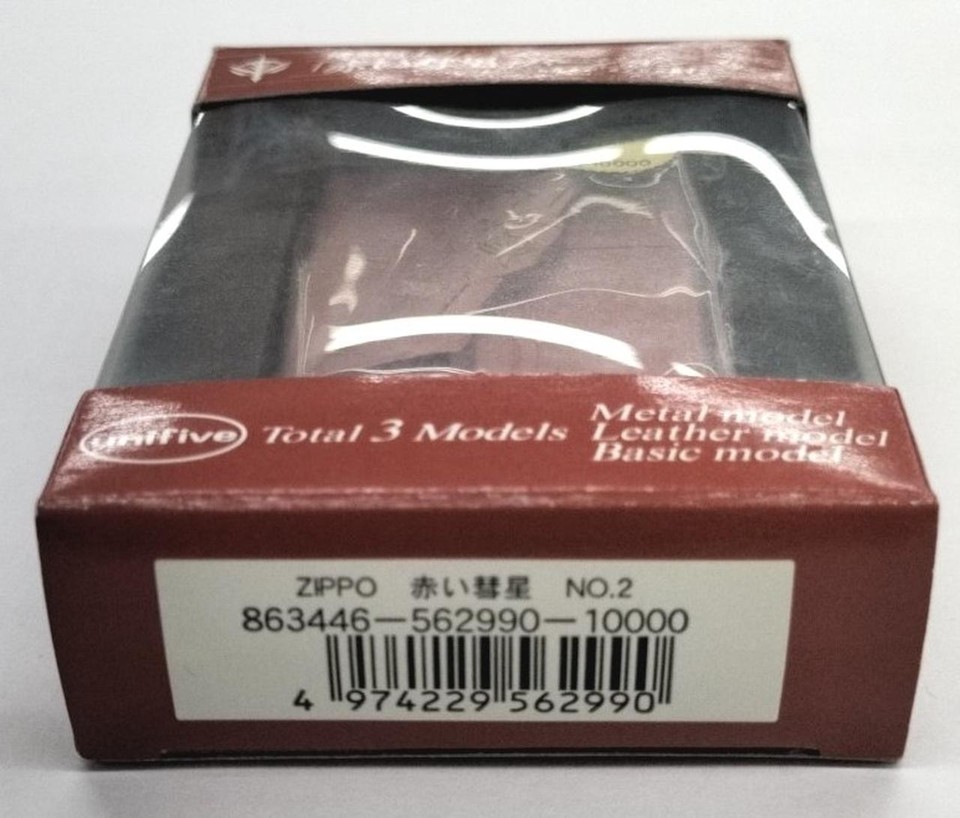 10000
unifive
Total 3 Models
Metal model
Leather model
Basic model
ZIPPO 赤い彗星 NO.2
863446-562990-10000
4 974229 562990